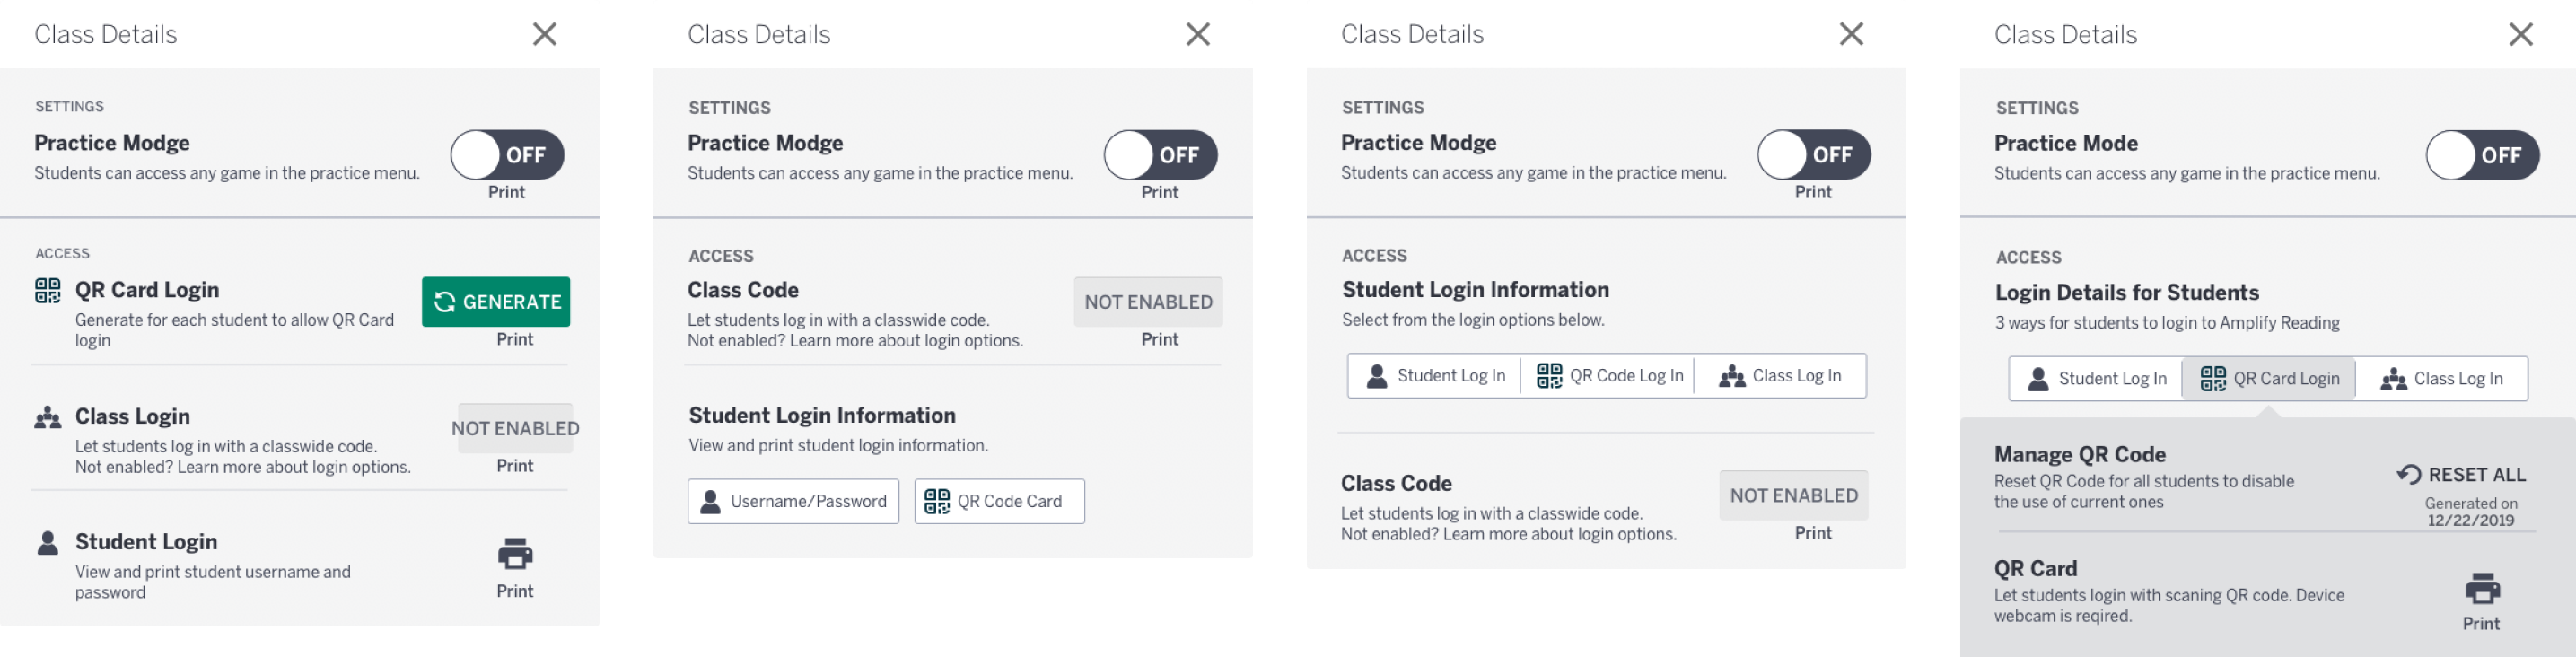 Class Details
SETTINGS
Practice Modge
OFF
Students can access any game in the practice menu.
Print
ACCESS
QR Card Login
GENERATE
Generate for each student to allow QR Card
login
Print
Class Login
NOT ENABLED
Let students log in with a classwide code.
Not enabled? Learn more about login options.
Print
Student Login
View and print student username and
password
Print
Class Details
SETTINGS
Practice Modge
OFF
Students can access any game in the practice menu.
Print
ACCESS
Class Code
NOT ENABLED
Let students log in with a classwide code.
Not enabled? Learn more about login options.
Print
Student Login Information
View and print student login information.
Username/Password
QR Code Card
Class Details
SETTINGS
Practice Modge
OFF
Students can access any game in the practice menu.
Print
ACCESS
Student Login Information
Select from the login options below.
Student Log In
QR Code Log In
Class Log In
Class Code
NOT ENABLED
Let students log in with a classwide code.
Not enabled? Learn more about login options.
Print
Class Details
SETTINGS
Practice Mode
OFF
Students can access any game in the practice menu.
ACCESS
Login Details for Students
3 ways for students to login to Amplify Reading
Student Log In
QR Card Login
Class Log In
Manage QR Code
RESET ALL
Reset QR Code for all students to disable
the use of current ones
Generated on
12/22/2019
QR Card
Let students login with scaning QR code. Device
webcam is reqired.
Print